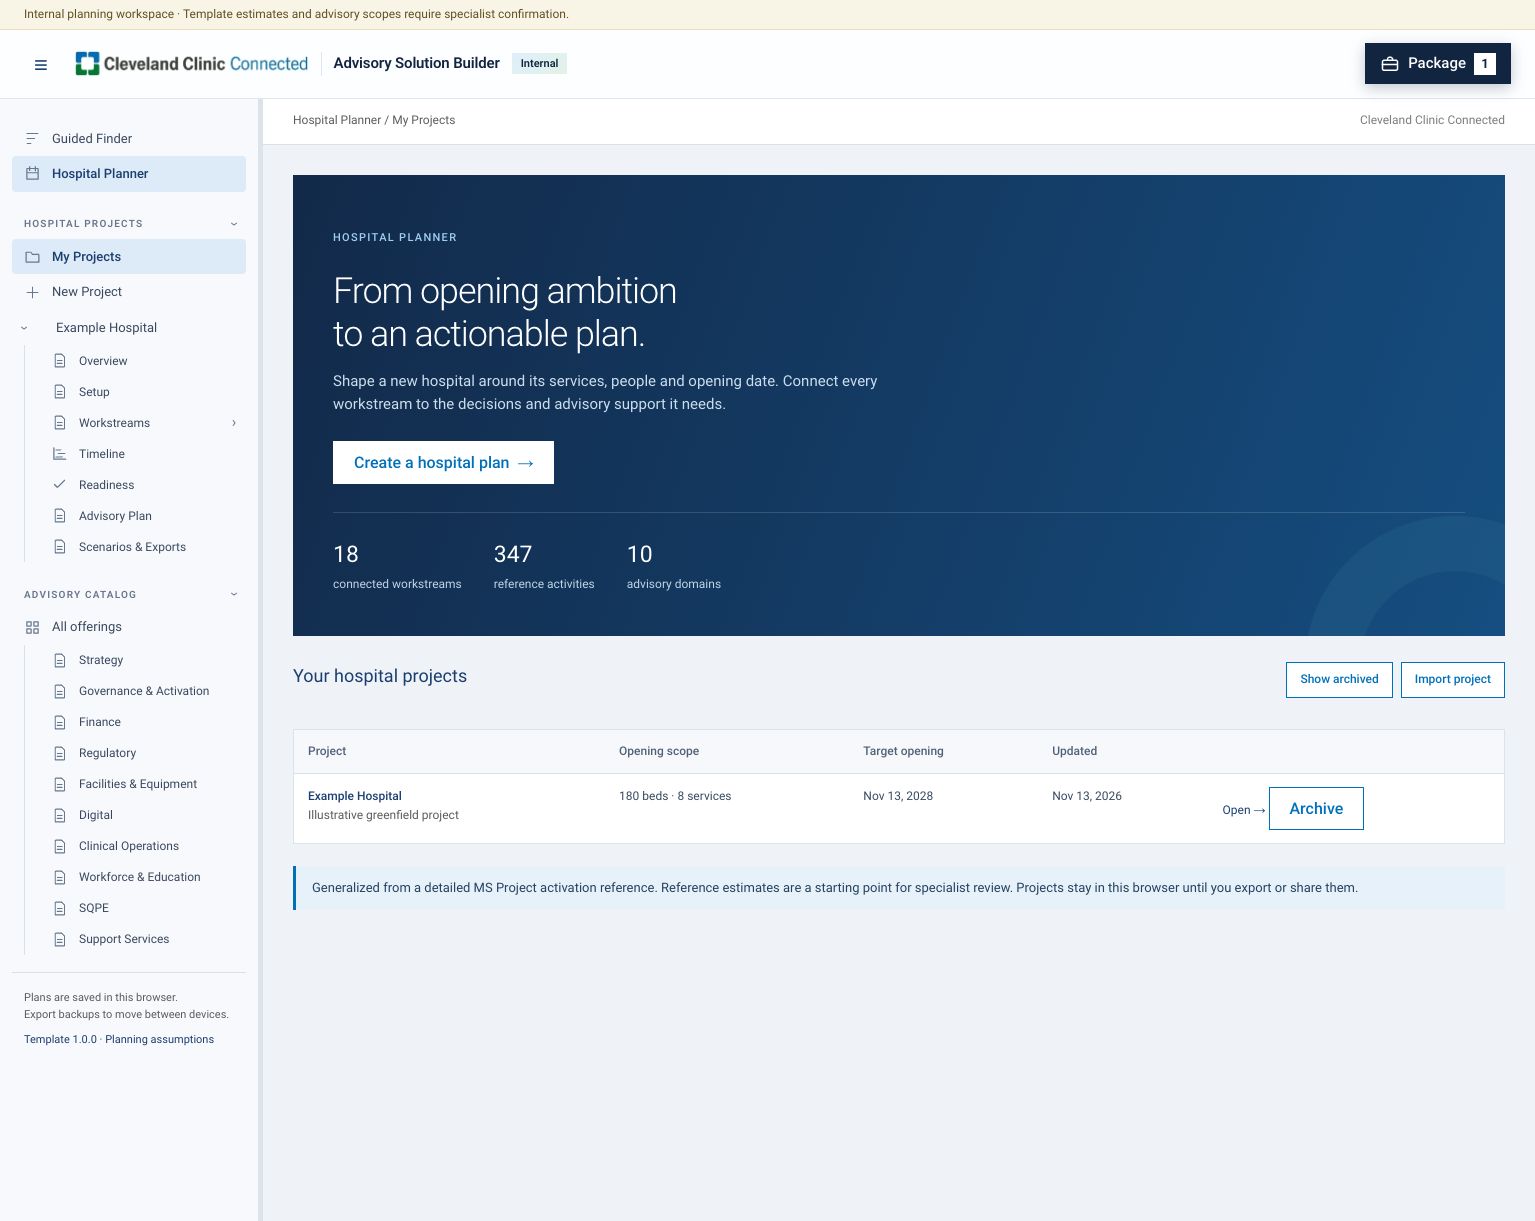 Internal planning workspace · Template estimates and advisory scopes require specialist confirmation.
Cleveland Clinic Connected
Advisory Solution Builder
Internal
Package 1
Guided Finder
Hospital Planner
HOSPITAL PROJECTS
My Projects
New Project
Example Hospital
Overview
Setup
Workstreams
Timeline
Readiness
Advisory Plan
Scenarios & Exports
ADVISORY CATALOG
All offerings
Strategy
Governance & Activation
Finance
Regulatory
Facilities & Equipment
Digital
Clinical Operations
Workforce & Education
SQPE
Support Services
Plans are saved in this browser.
Export backups to move between devices.
Template 1.0.0 · Planning assumptions
Hospital Planner / My Projects
Cleveland Clinic Connected
HOSPITAL PLANNER
From opening ambition
to an actionable plan.
Shape a new hospital around its services, people and opening date. Connect every
workstream to the decisions and advisory support it needs.
Create a hospital plan →
18 347 10
connected workstreams reference activities advisory domains
Your hospital projects
Show archived
Import project
Project Opening scope Target opening Updated
Example Hospital 180 beds · 8 services Nov 13, 2028 Nov 13, 2026
Illustrative greenfield project
Open → Archive
Generalized from a detailed MS Project activation reference. Reference estimates are a starting point for specialist review. Projects stay in this browser until you export or share them.